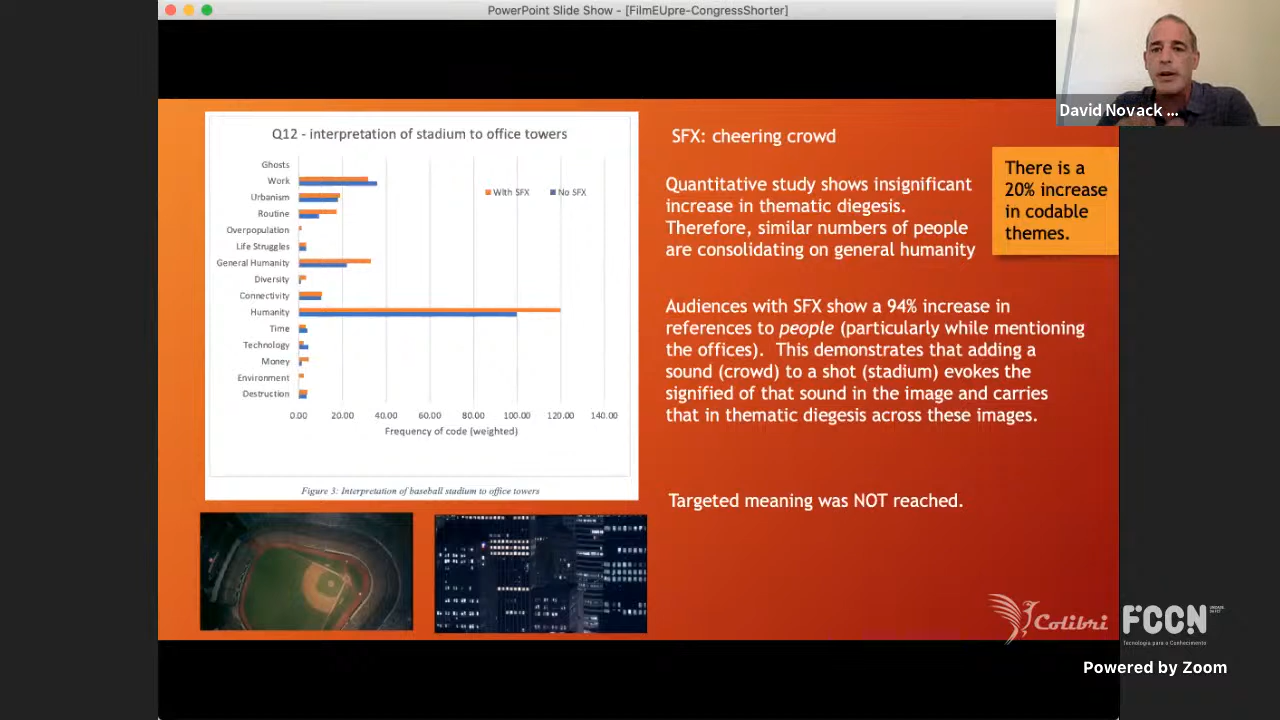 PowerPoint Slide Show - [FilmEUpre-CongressShorter]
David Novack ...
Q12 - interpretation of stadium to office towers
Ghosts
Work
Urbanism
Routine
Overpopulation
Life Struggles
General Humanity
Diversity
Connectivity
Humanity
Time
Technology
Money
Environment
Destruction
With SFX
No SFX
0.00 20.00 40.00 60.00 80.00 100.00 120.00 140.00
Frequency of code (weighted)
Figure 3: Interpretation of baseball stadium to office towers
SFX: cheering crowd
Quantitative study shows insignificant
increase in thematic diegesis.
Therefore, similar numbers of people
are consolidating on general humanity
There is a
20% increase
in codable
themes.
Audiences with SFX show a 94% increase in
references to people (particularly while mentioning
the offices). This demonstrates that adding a
sound (crowd) to a shot (stadium) evokes the
signified of that sound in the image and carries
that in thematic diegesis across these images.
Targeted meaning was NOT reached.
Colibri
FCCN
Tecnologia para o Conhecimento
Powered by Zoom